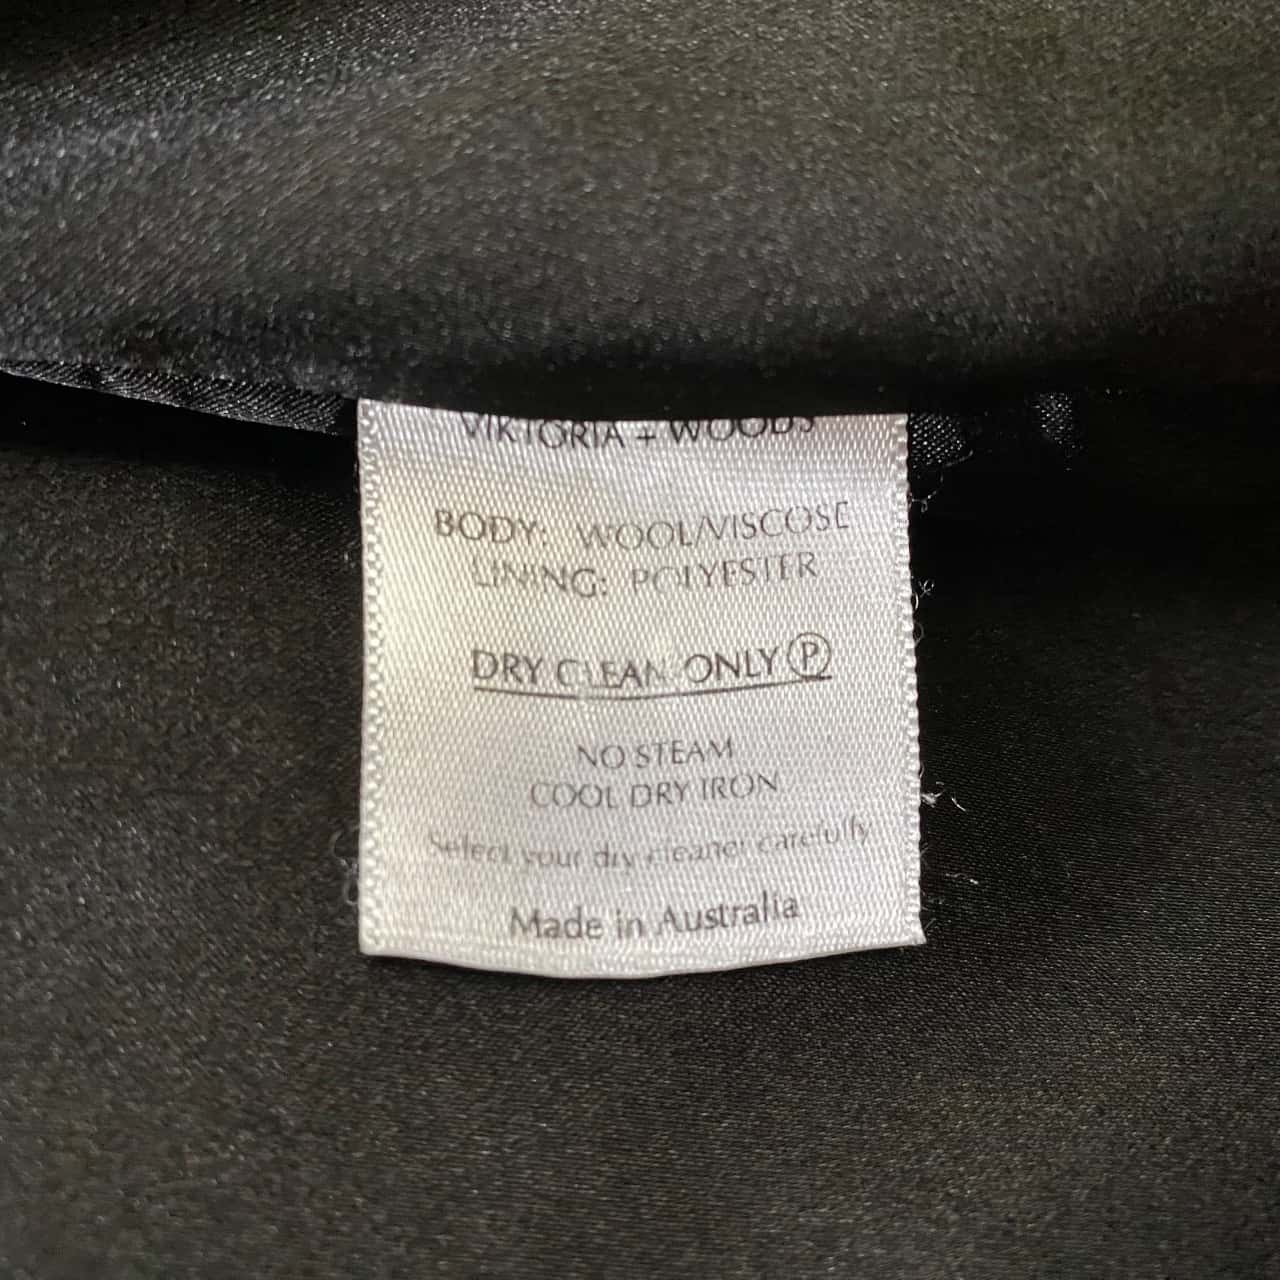 VIKTORIA + WOODS
BODY: WOOL/VISCOSE
LINING: POLYESTER
DRY CLEAN ONLY Ⓟ
NO STEAM
COOL DRY IRON
Select your dry cleaner carefully
Made in Australia